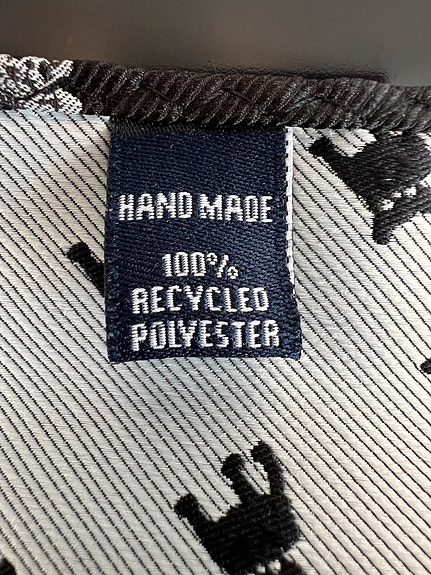 HAND MADE
100%
RECYCLED
POLYESTER